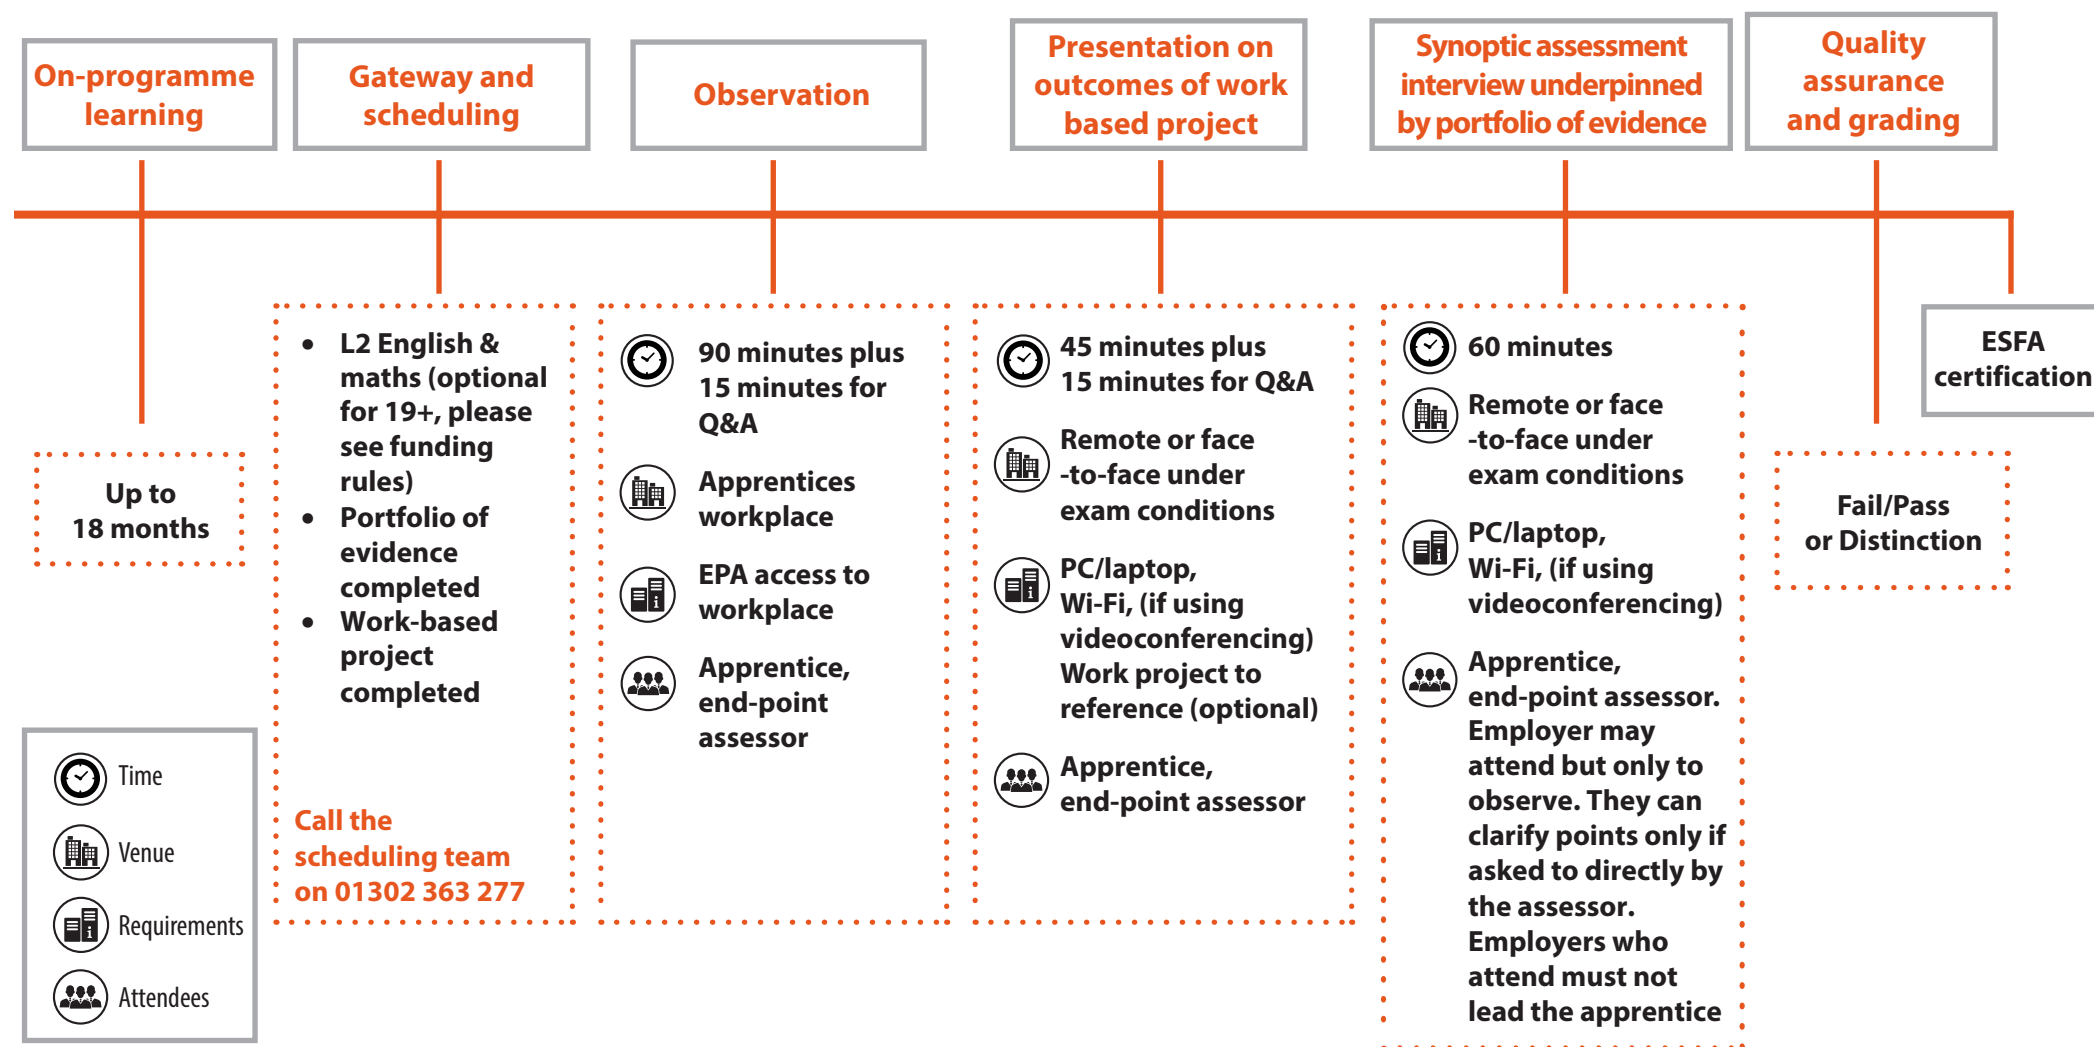 On-programme
learning
Gateway and
scheduling
Observation
Presentation on
outcomes of work
based project
Synoptic assessment
interview underpinned
by portfolio of evidence
Quality
assurance
and grading
Up to
18 months
• L2 English &
maths (optional
for 19+, please
see funding
rules)
• Portfolio of
evidence
completed
• Work-based
project
completed
Call the
scheduling team
on 01302 363 277
90 minutes plus
15 minutes for
Q&A
Apprentices
workplace
EPA access to
workplace
Apprentice,
end-point
assessor
45 minutes plus
15 minutes for Q&A
Remote or face
-to-face under
exam conditions
PC/laptop,
Wi-Fi, (if using
videoconferencing)
Work project to
reference (optional)
Apprentice,
end-point assessor
60 minutes
Remote or face
-to-face under
exam conditions
PC/laptop,
Wi-Fi, (if using
videoconferencing)
Apprentice,
end-point assessor.
Employer may
attend but only to
observe. They can
clarify points only if
asked to directly by
the assessor.
Employers who
attend must not
lead the apprentice
Fail/Pass
or Distinction
ESFA
certification
Time
Venue
Requirements
Attendees